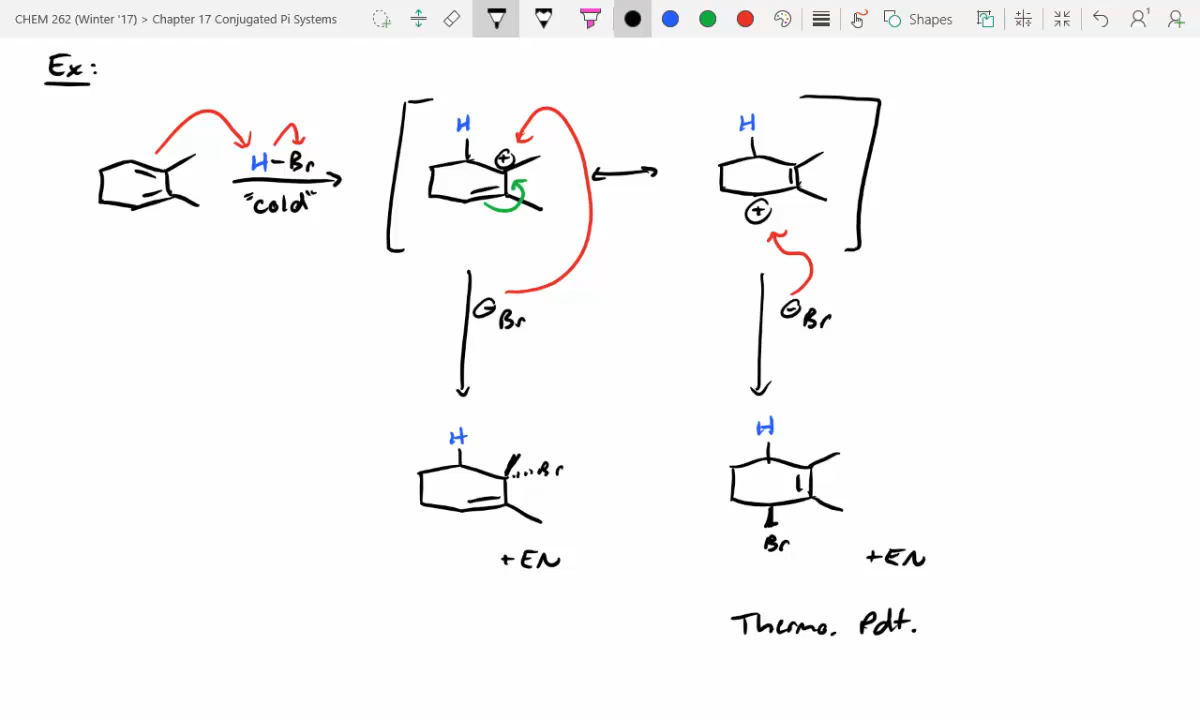 CHEM 262 (Winter '17) > Chapter 17 Conjugated Pi Systems
Shapes
1
Ex:
H-Br
"cold"
H
+
H
+
⊖Br
⊖Br
H
Br
+EN
H
Br
+EN
Thermo. Pdt.